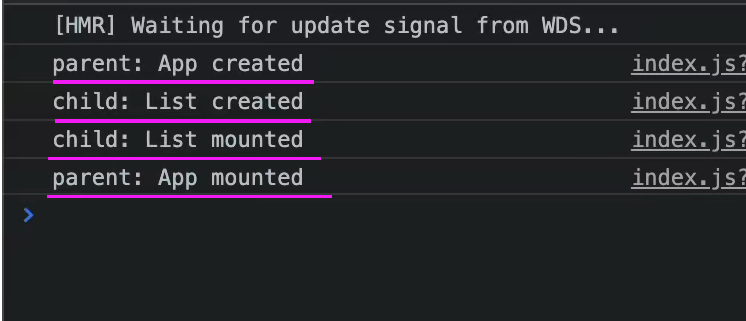 [HMR] Waiting for update signal from WDS...
parent: App created index.js?
child: List created index.js?
child: List mounted index.js?
parent: App mounted index.js?
>